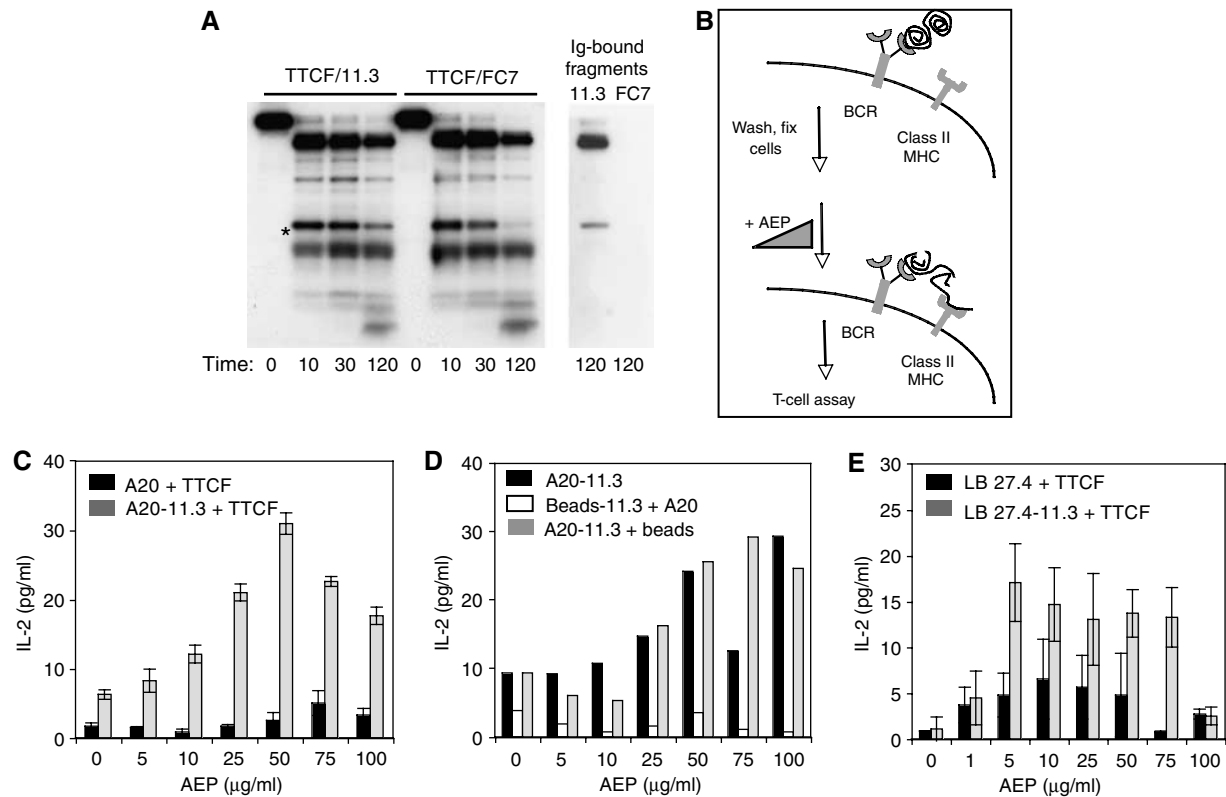 A
TTCF/11.3
TTCF/FC7
Ig-bound
fragments
11.3 FC7
*
Time: 0 10 30 120 0 10 30 120 120 120
B
BCR
Class II
MHC
Wash, fix
cells
+ AEP
BCR
Class II
MHC
T-cell assay
C
A20 + TTCF
A20-11.3 + TTCF
IL-2 (pg/ml)
40
30
20
10
0
0 5 10 25 50 75 100
AEP (μg/ml)
D
A20-11.3
Beads-11.3 + A20
A20-11.3 + beads
IL-2 (pg/ml)
40
30
20
10
0
0 5 10 25 50 75 100
AEP (μg/ml)
E
LB 27.4 + TTCF
LB 27.4-11.3 + TTCF
IL-2 (pg/ml)
30
25
20
15
10
5
0
0 1 5 10 25 50 75 100
AEP (μg/ml)